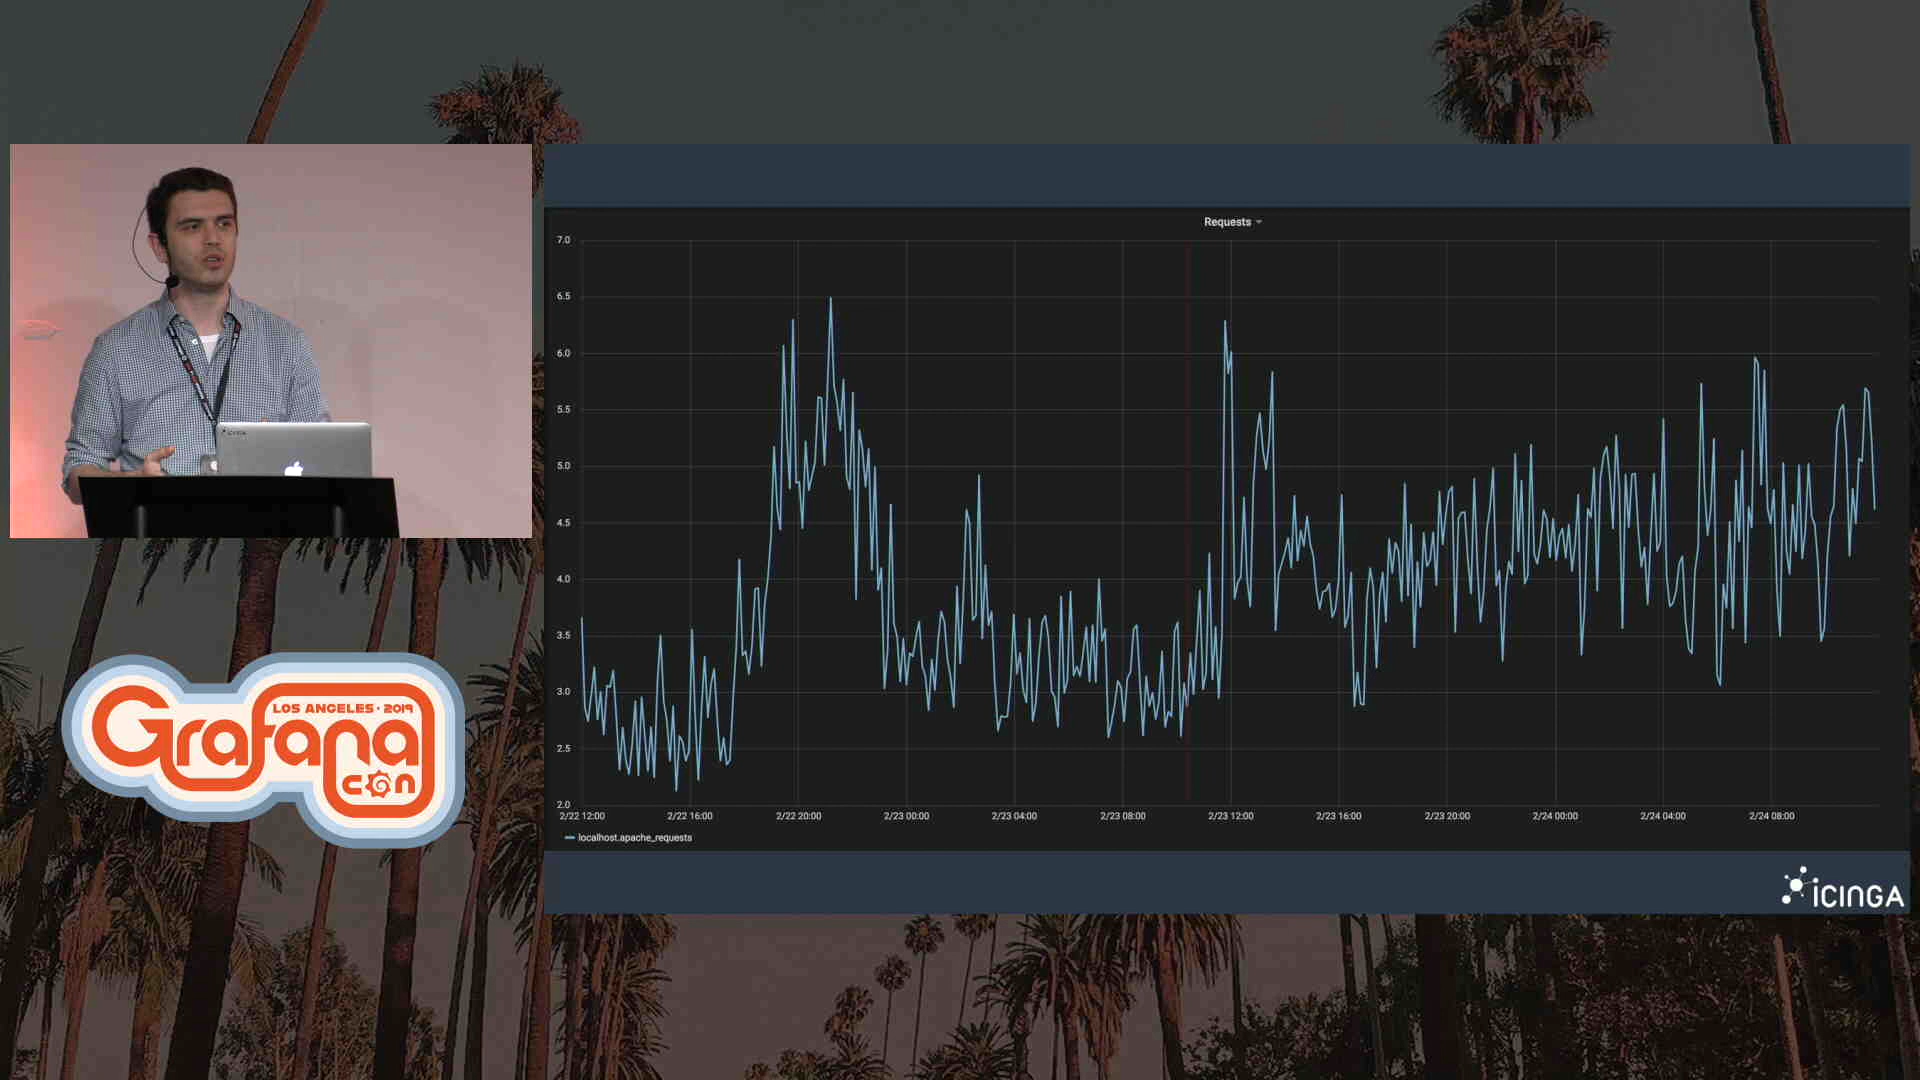 Requests
7.0
6.5
6.0
5.5
5.0
4.5
4.0
3.5
3.0
2.5
2.0
2/22 12:00 2/22 16:00 2/22 20:00 2/23 00:00 2/23 04:00 2/23 08:00 2/23 12:00 2/23 16:00 2/23 20:00 2/24 00:00 2/24 04:00 2/24 08:00
localhost.apache_requests
ICINGA
LOS ANGELES · 2019
Grafana
con